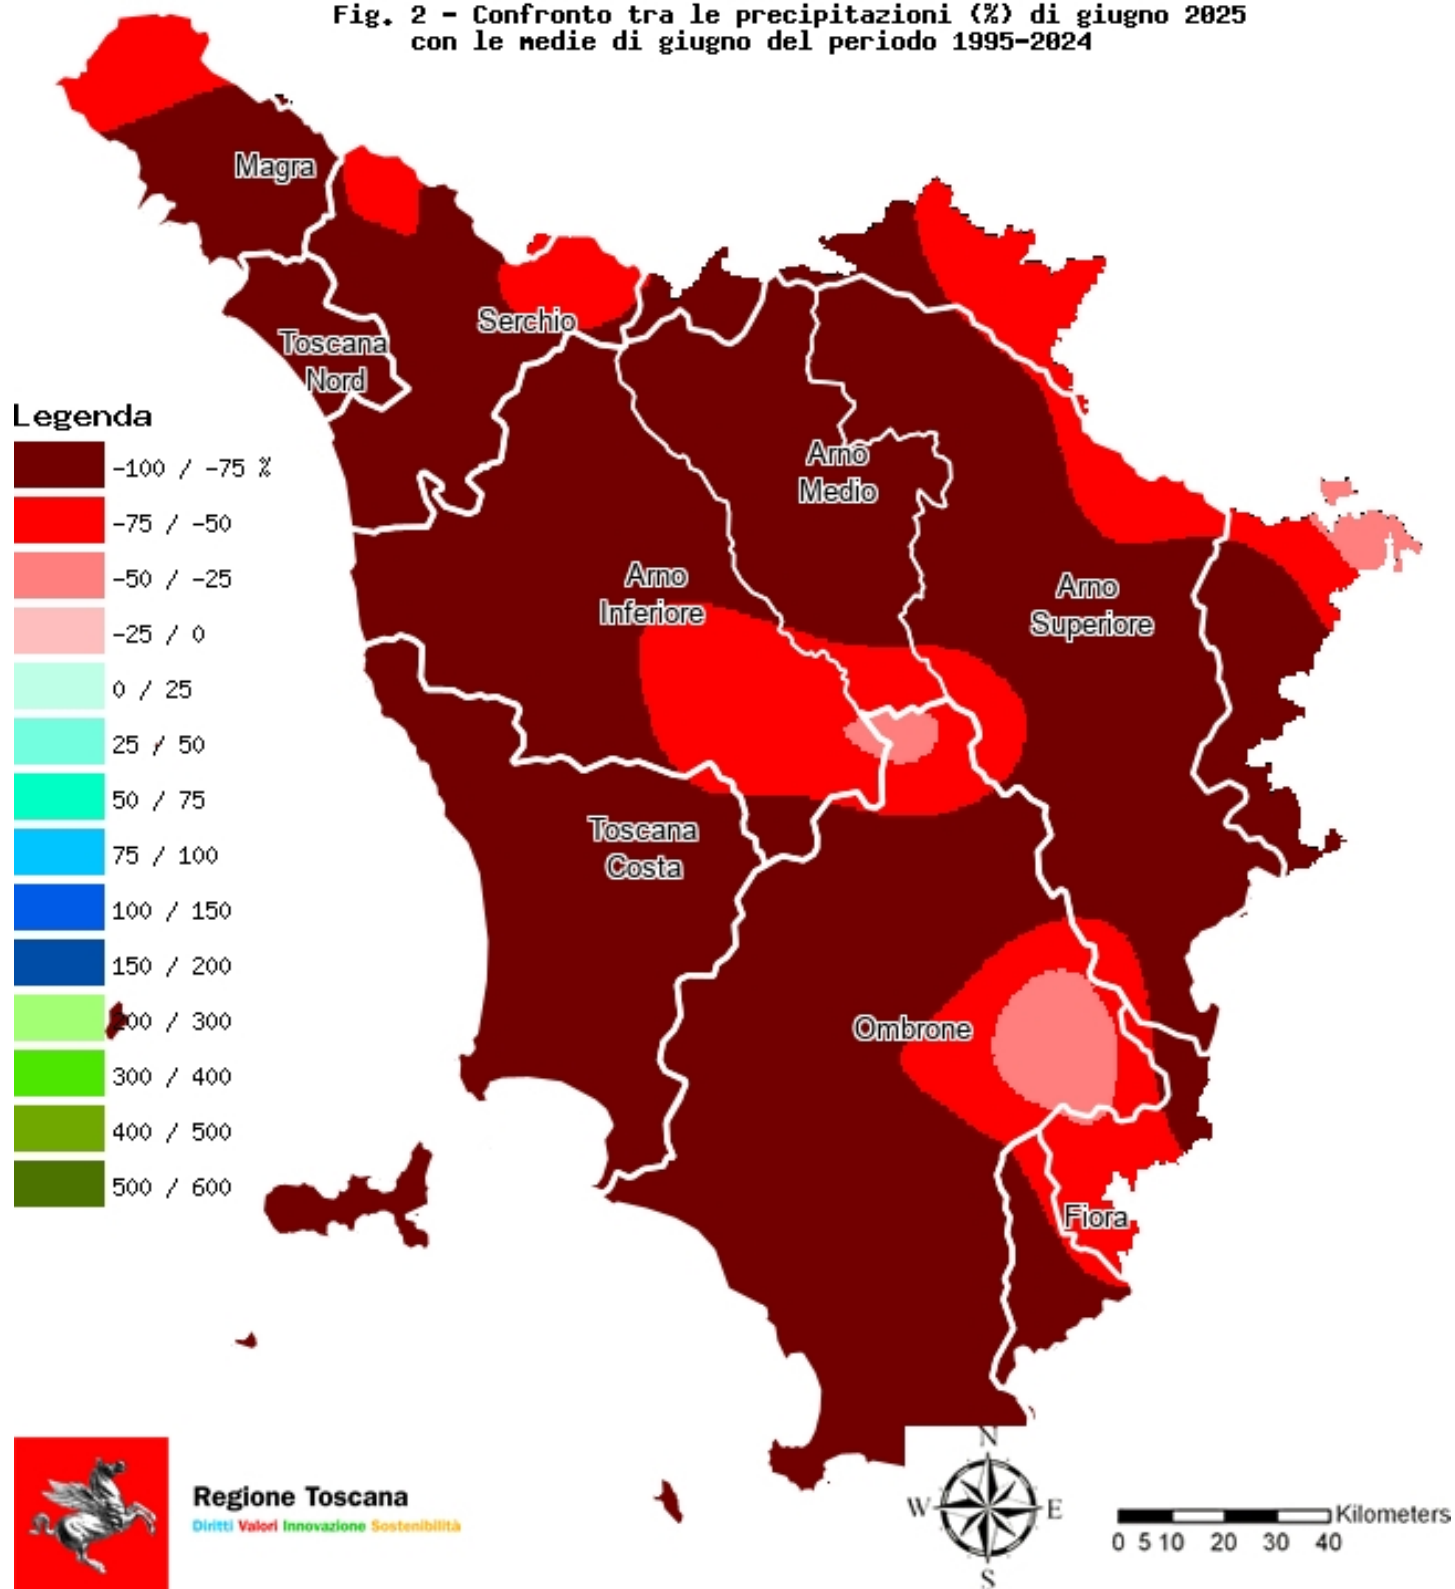 Fig. 2 - Confronto tra le precipitazioni (%) di giugno 2025
con le medie di giugno del periodo 1995-2024
Magra
Serchio
Toscana
Nord
Legenda
-100 / -75 %
-75 / -50
-50 / -25
-25 / 0
0 / 25
25 / 50
50 / 75
75 / 100
100 / 150
150 / 200
200 / 300
300 / 400
400 / 500
500 / 600
Arno
Medio
Arno
Inferiore
Arno
Superiore
Toscana
Costa
Ombrone
Fiora
Regione Toscana
Diritti Valori Innovazione Sostenibilità
N
W E
S
Kilometers
0 5 10 20 30 40